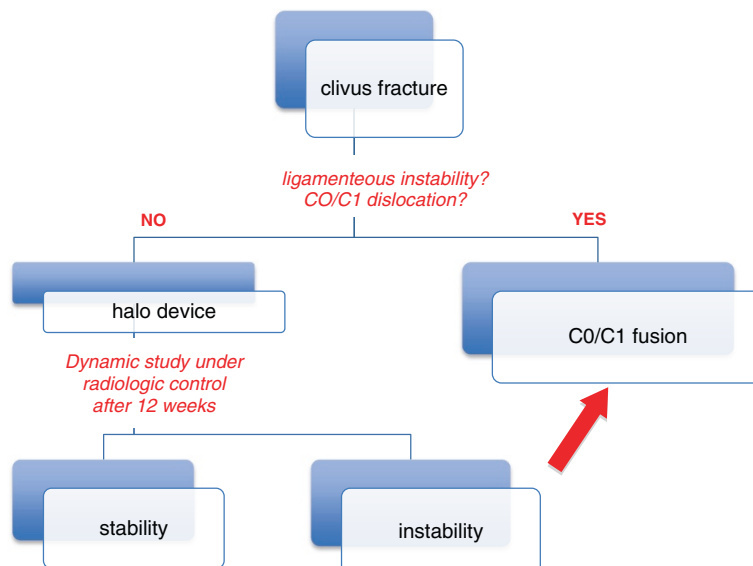 clivus fracture
ligamenteous instability?
CO/C1 dislocation?
NO
YES
halo device
C0/C1 fusion
Dynamic study under
radiologic control
after 12 weeks
stability
instability